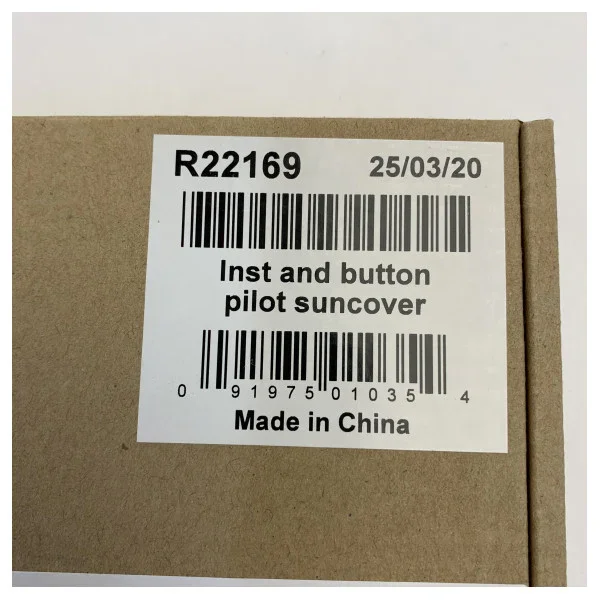 R22169 25/03/20
Inst and button
pilot suncover
0 91975 01035 4
Made in China